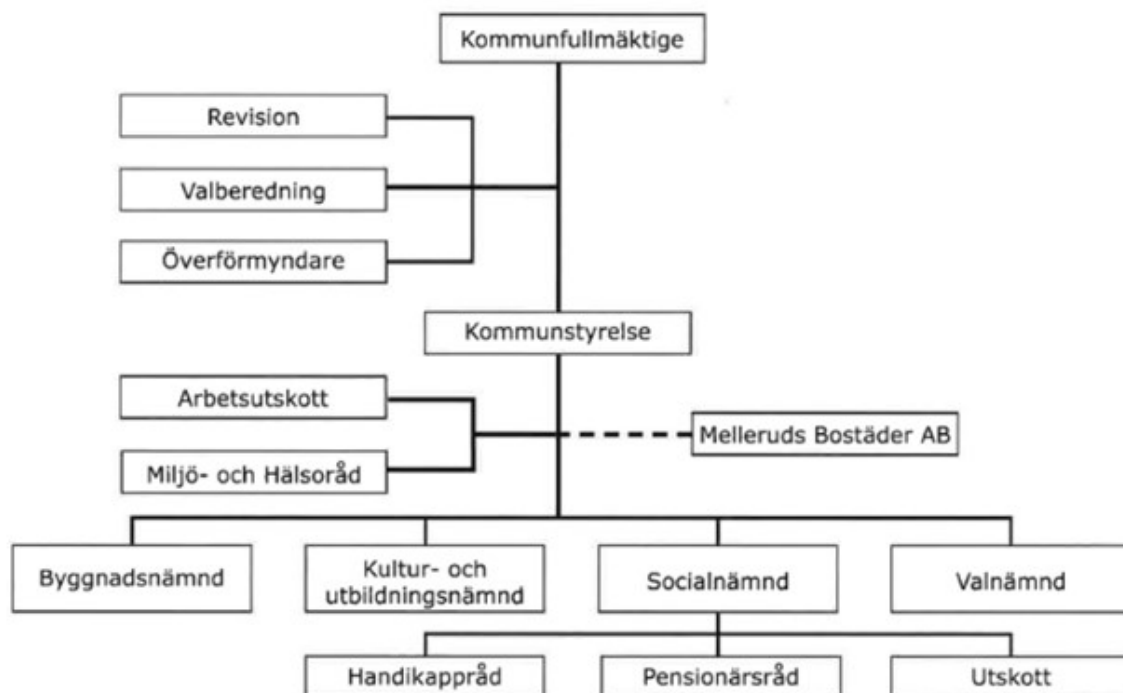 Kommunfullmäktige
Revision
Valberedning
Överförmyndare
Kommunstyrelse
Arbetsutskott
Melleruds Bostäder AB
Miljö- och Hälsoråd
Byggnadsnämnd
Kultur- och
utbildningsnämnd
Socialnämnd
Valnämnd
Handikappråd
Pensionärsråd
Utskott